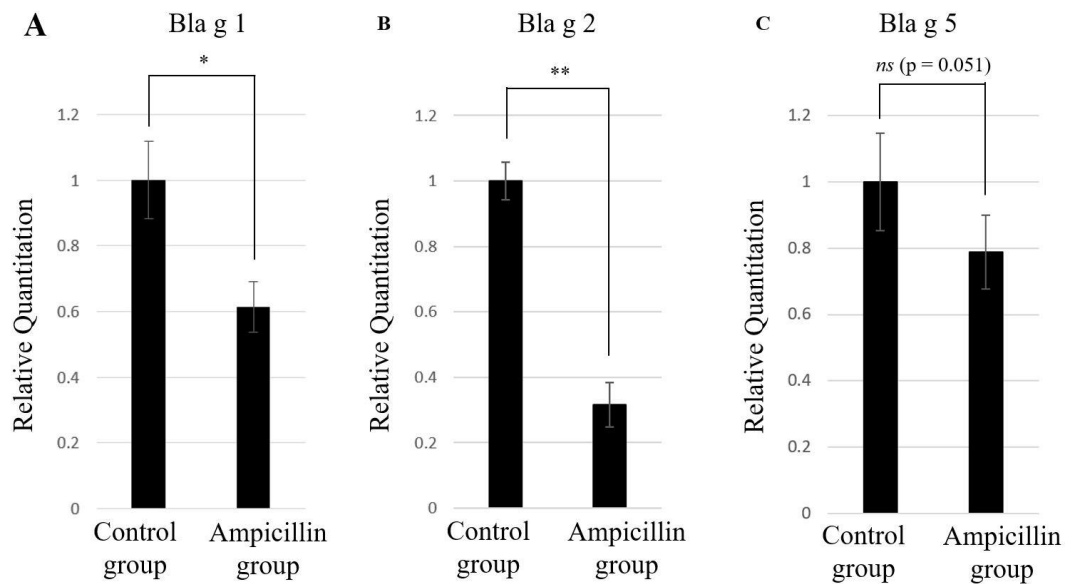 A
Bla g 1
*
Relative Quantitation
1.2
1
0.8
0.6
0.4
0.2
0
Control
group
Ampicillin
group
B
Bla g 2
**
Relative Quantitation
1.2
1
0.8
0.6
0.4
0.2
0
Control
group
Ampicillin
group
C
Bla g 5
ns (p = 0.051)
Relative Quantitation
1.2
1
0.8
0.6
0.4
0.2
0
Control
group
Ampicillin
group